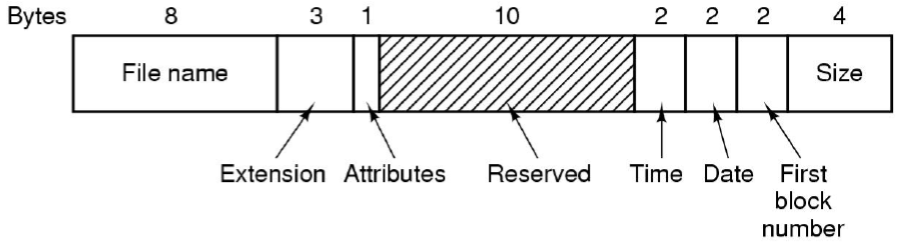 Bytes 8 3 1 10 2 2 2 4
File name Size
Extension Attributes Reserved Time Date First
block
number